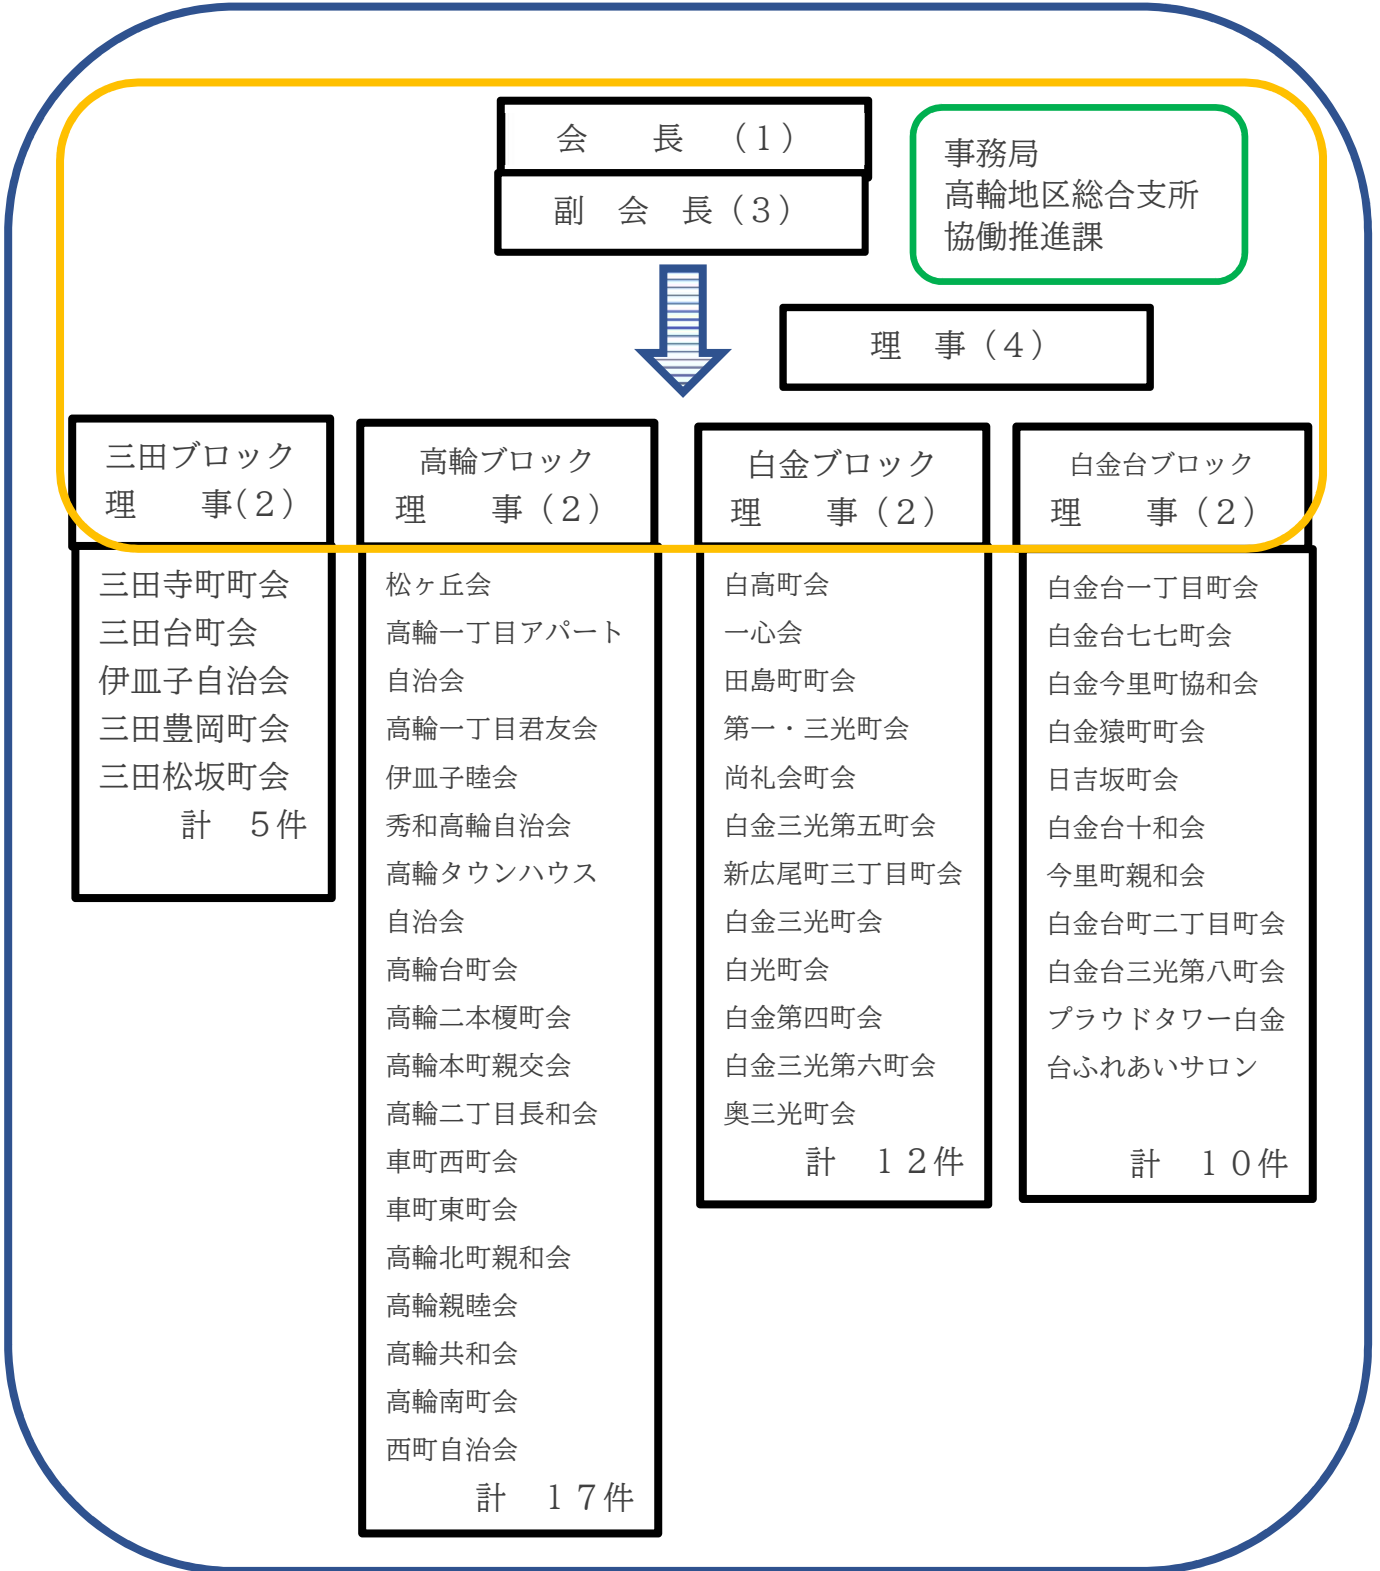 会　　長　（１）
副　会　長（３）
事務局
高輪地区総合支所
協働推進課
理　事（４）
三田ブロック
理　　事（２）
三田寺町町会
三田台町会
伊皿子自治会
三田豊岡町会
三田松坂町会
計　５件
高輪ブロック
理　　事（２）
松ヶ丘会
高輪一丁目アパート
自治会
高輪一丁目君友会
伊皿子睦会
秀和高輪自治会
高輪タウンハウス
自治会
高輪台町会
高輪二本榎町会
高輪本町親交会
高輪二丁目長和会
車町西町会
車町東町会
高輪北町親和会
高輪親睦会
高輪共和会
高輪南町会
西町自治会
計　１７件
白金ブロック
理　　事（２）
白高町会
一心会
田島町町会
第一・三光町会
尚礼会町会
白金三光第五町会
新広尾町三丁目町会
白金三光町会
白光町会
白金第四町会
白金三光第六町会
奥三光町会
計　１２件
白金台ブロック
理　　事（２）
白金台一丁目町会
白金台七七町会
白金今里町協和会
白金猿町町会
日吉坂町会
白金台十和会
今里町親和会
白金台町二丁目町会
白金台三光第八町会
プラウドタワー白金
台ふれあいサロン
計　１０件